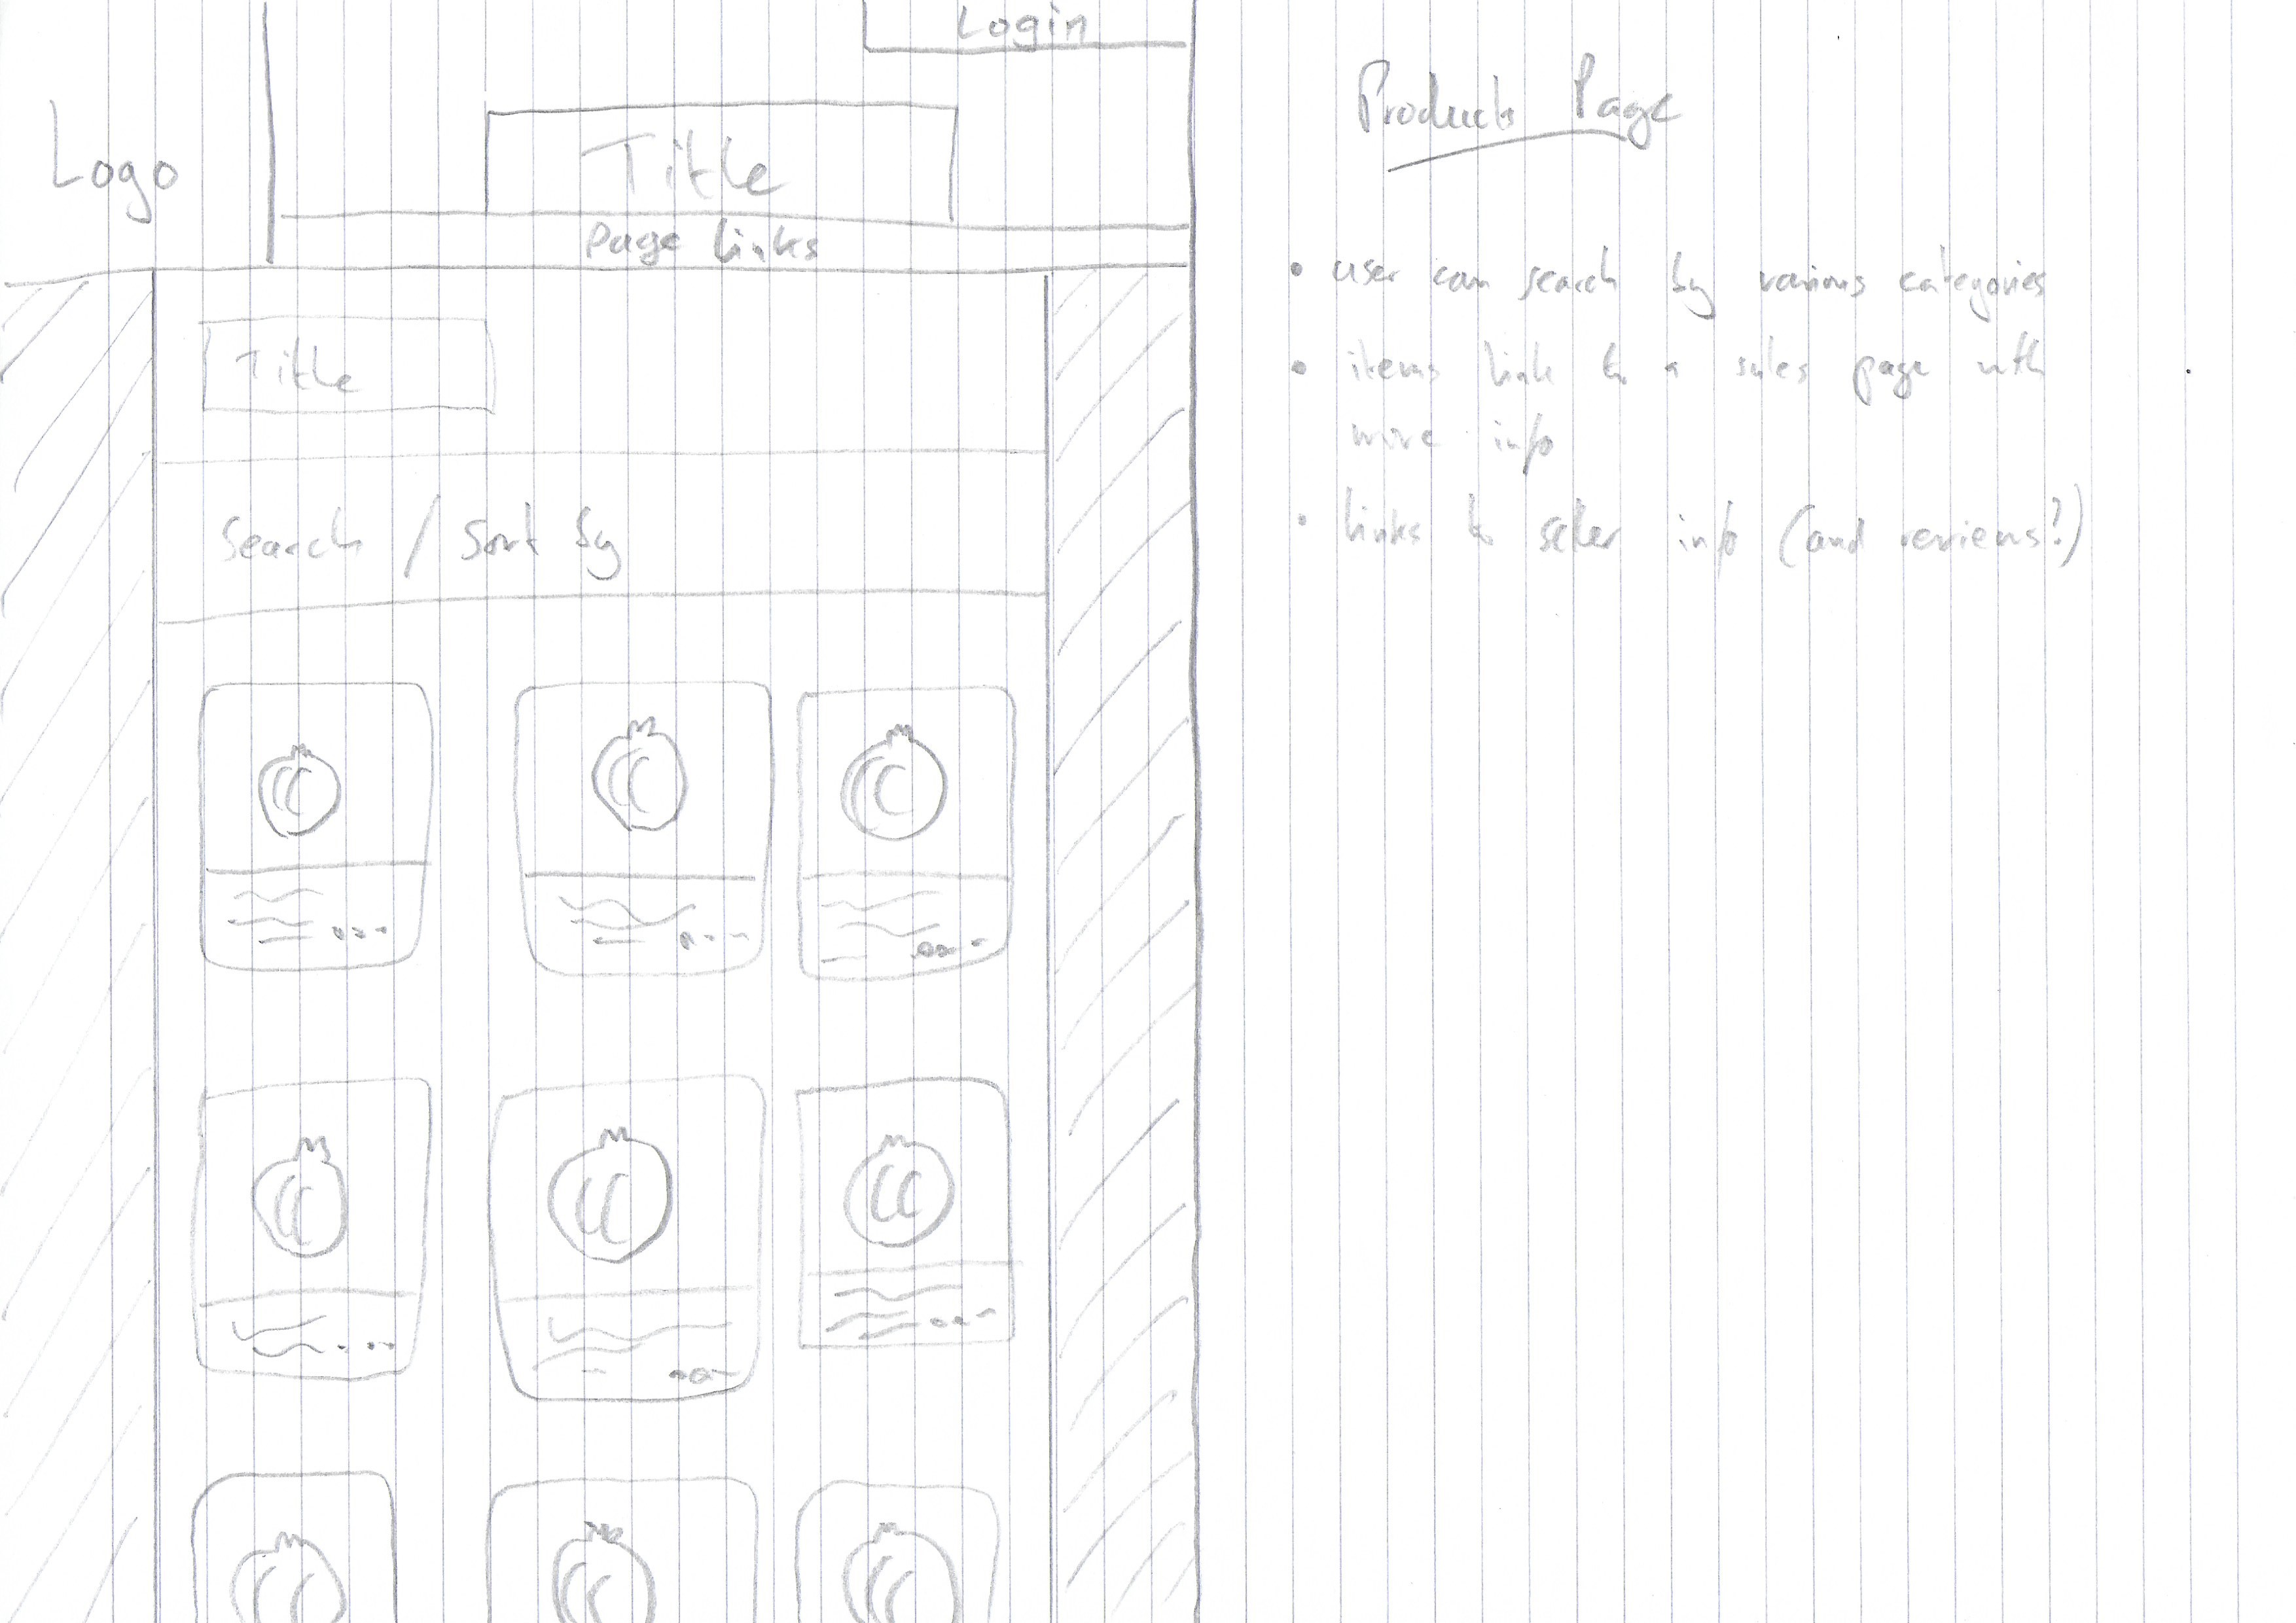 Login
Logo
Title
Page links
Title
Search / Sort by
Products Page
• user can search by various categories
• items link to a sales page with
more info
• links to seller info (and reviews?)